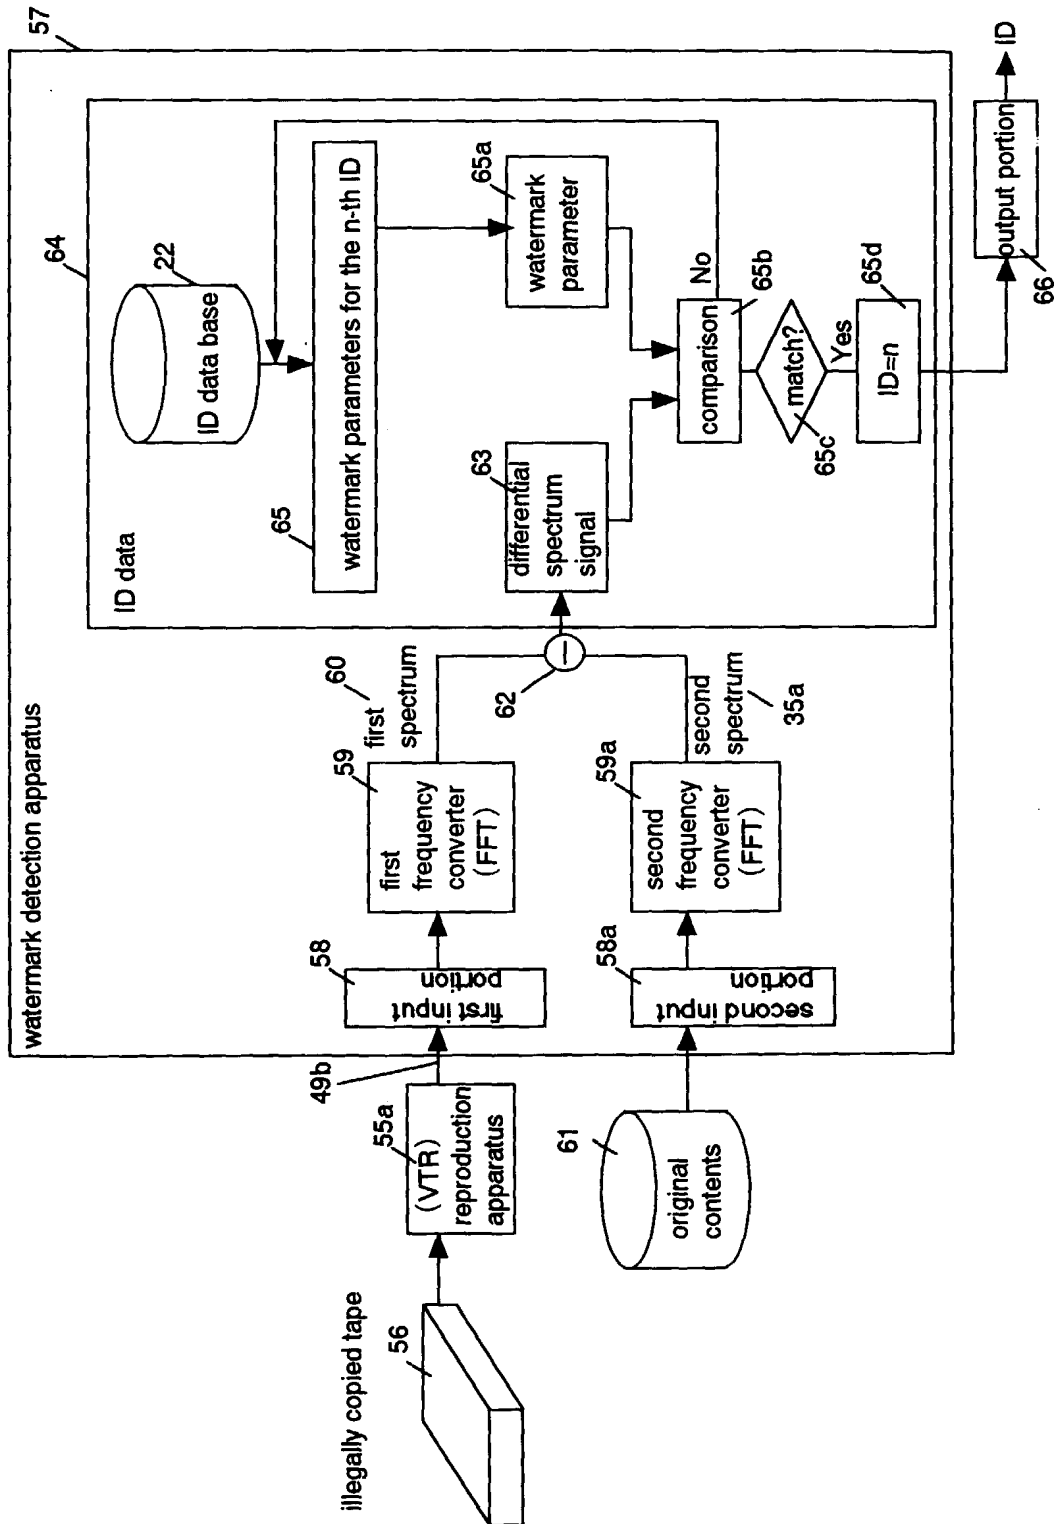 watermark detection apparatus
57
64
ID data
22
ID data base
65
watermark parameters for the n-th ID
65a
watermark
parameter
63
differential
spectrum
signal
comparison
No
65b
match?
65c
Yes
65d
ID=n
output portion
66
ID
60
first
spectrum
62
second
spectrum
35a
59
first
frequency
converter
(FFT)
59a
second
frequency
converter
(FFT)
58
first input
portion
58a
second input
portion
49b
55a
(VTR)
reproduction
apparatus
61
original
contents
illegally copied tape
56